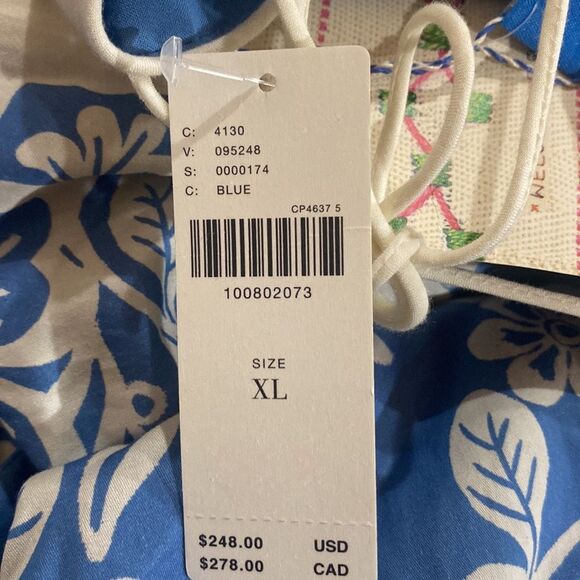 C: 4130
V: 095248
S: 0000174
C: BLUE
CP4637 5
100802073
SIZE
XL
$248.00 USD
$278.00 CAD